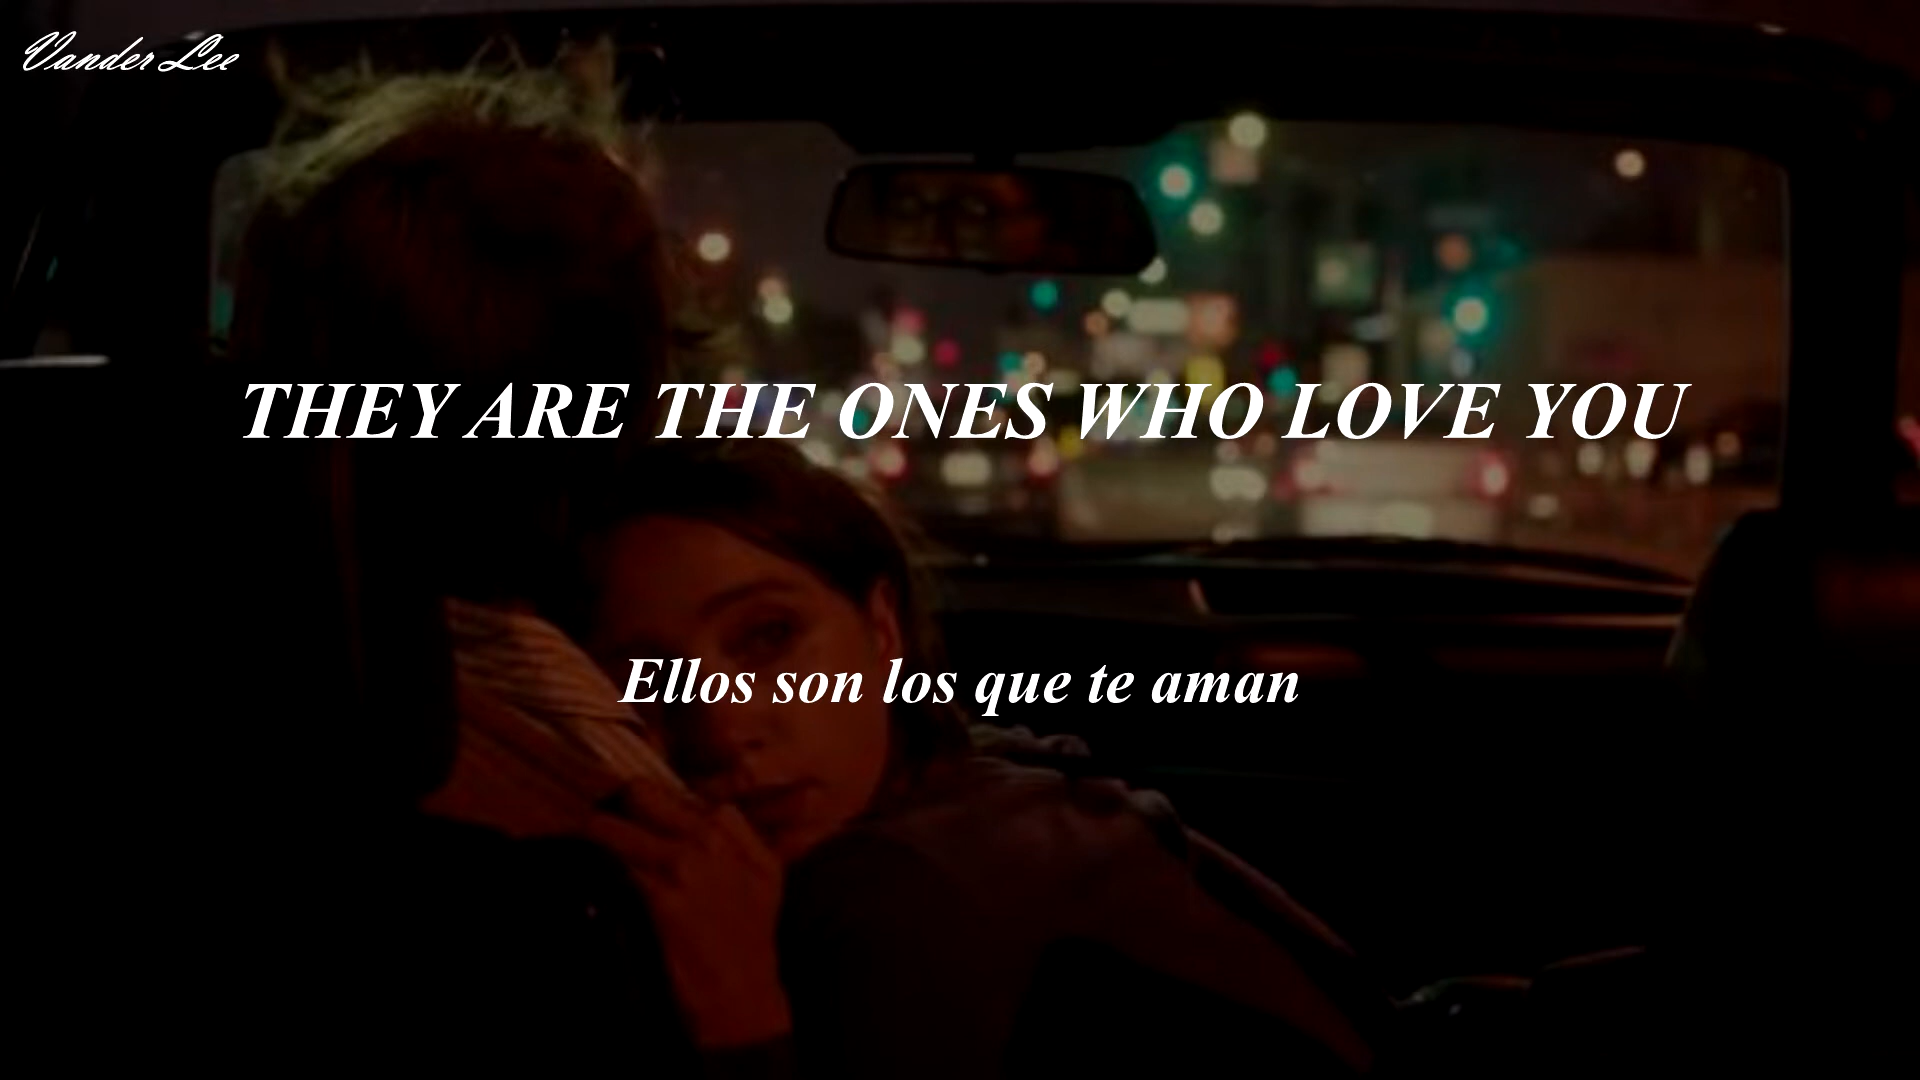 Vander Lee
THEY ARE THE ONES WHO LOVE YOU
Ellos son los que te aman